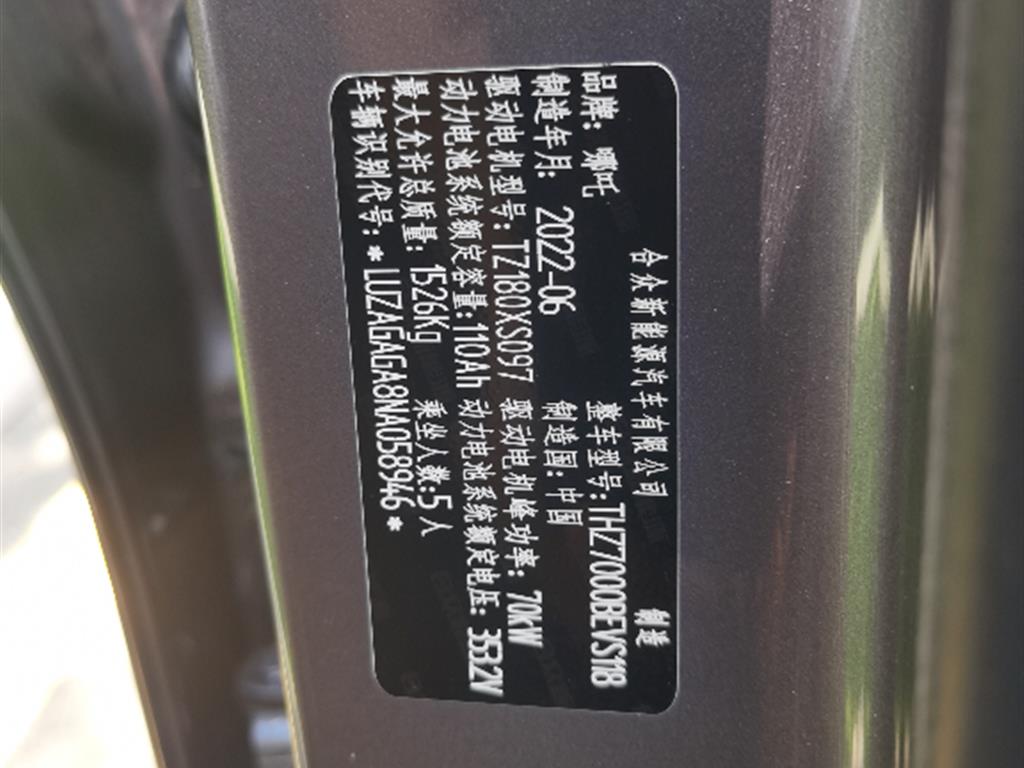 合众新能源汽车有限公司 制造
品牌：哪吒 整车型号：THZ7000BEVS118
制造年月：2022-06 制造国：中国
驱动电机型号：TZ180XS097 驱动电机峰功率：70kW
动力电池系统额定容量：110Ah 动力电池系统额定电压：353.2V
最大允许总质量：1526Kg 乘坐人数：5人
车辆识别代号：*LUZAGAGA8NA058946*